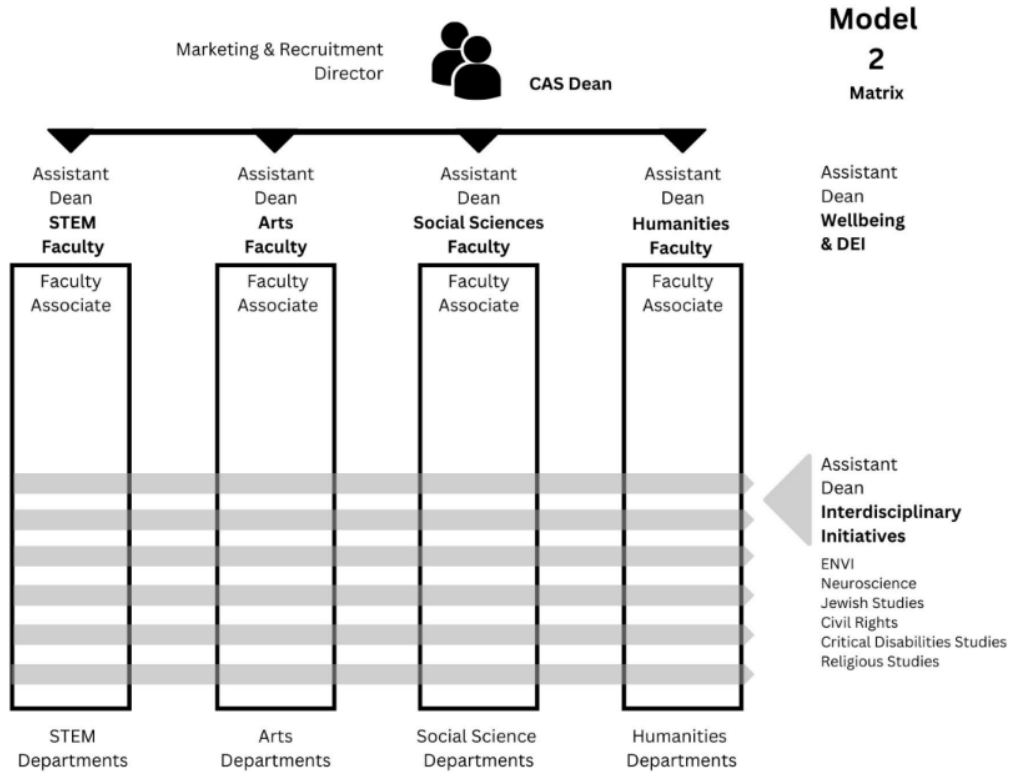 Model
2
Matrix
Marketing & Recruitment
Director
CAS Dean
Assistant
Dean
STEM
Faculty
Assistant
Dean
Arts
Faculty
Assistant
Dean
Social Sciences
Faculty
Assistant
Dean
Humanities
Faculty
Assistant
Dean
Wellbeing
& DEI
Faculty
Associate
Faculty
Associate
Faculty
Associate
Faculty
Associate
Assistant
Dean
Interdisciplinary
Initiatives
ENVI
Neuroscience
Jewish Studies
Civil Rights
Critical Disabilities Studies
Religious Studies
STEM
Departments
Arts
Departments
Social Science
Departments
Humanities
Departments